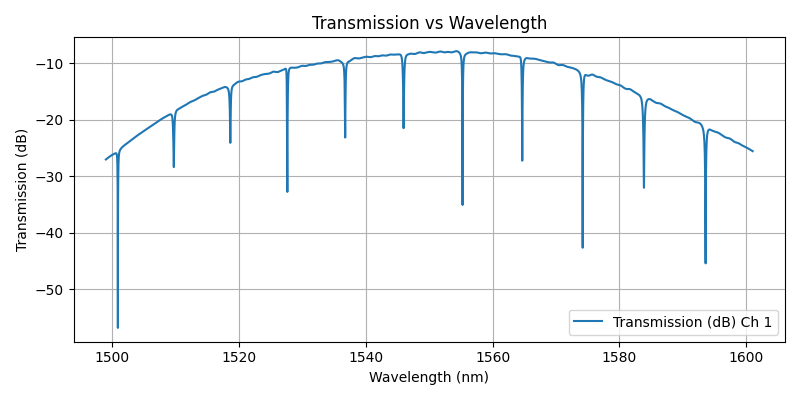 Transmission vs Wavelength
Transmission (dB)
−10
−20
−30
−40
−50
1500
1520
1540
1560
1580
1600
Wavelength (nm)
Transmission (dB) Ch 1